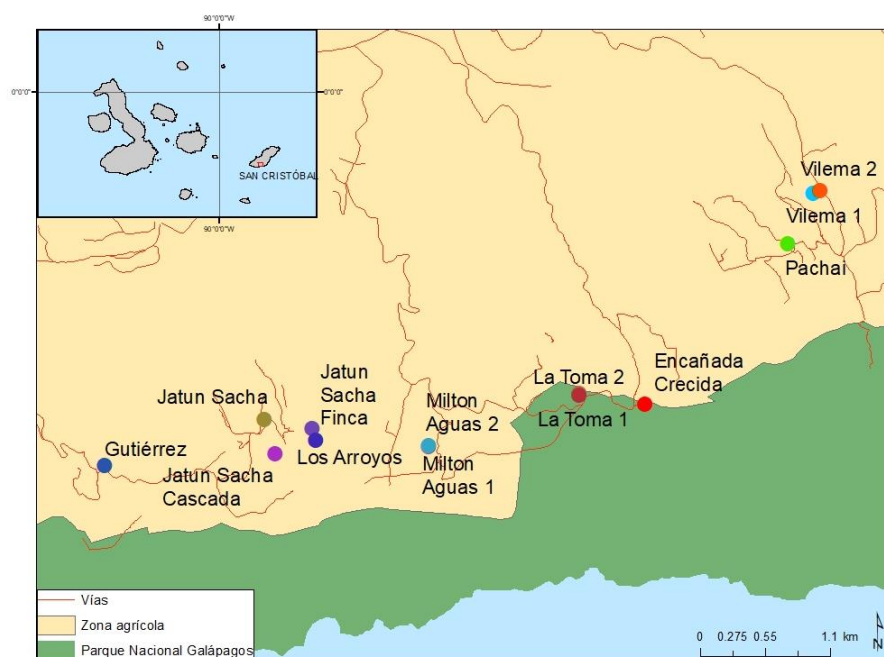 90°0'0"W
0°0'0"
0°0'0"
SAN CRISTÓBAL
90°0'0"W
Vilema 2
Vilema 1
Pachai
Encañada
Crecida
La Toma 2
La Toma 1
Jatun
Sacha
Finca
Jatun Sacha
Milton
Aguas 2
Los Arroyos
Milton
Aguas 1
Gutiérrez
Jatun Sacha
Cascada
Vías
Zona agrícola
Parque Nacional Galápagos
0 0.275 0.55 1.1 km
N